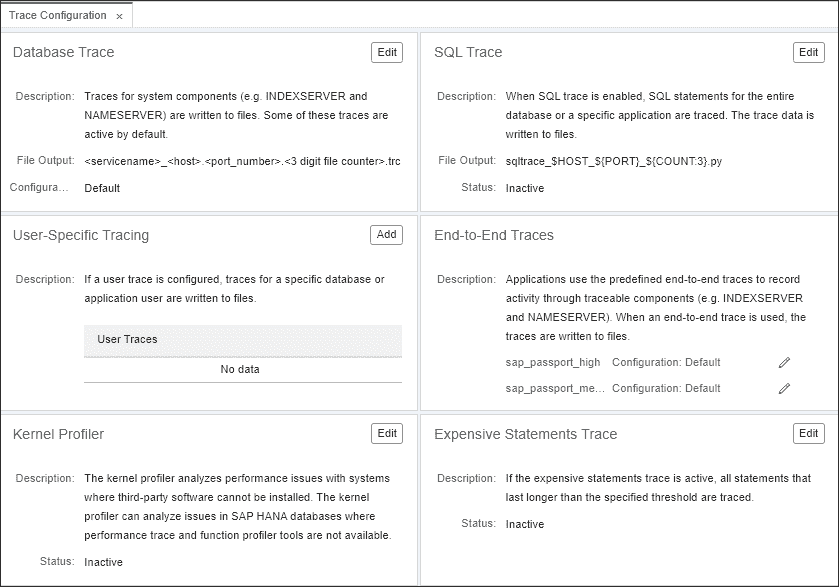 Trace Configuration ×
Database Trace
Edit
Description: Traces for system components (e.g. INDEXSERVER and
NAMESERVER) are written to files. Some of these traces are
active by default.
File Output: <servicename>_<host>.<port_number>.<3 digit file counter>.trc
Configura... Default
SQL Trace
Edit
Description: When SQL trace is enabled, SQL statements for the entire
database or a specific application are traced. The trace data is
written to files.
File Output: sqltrace_$HOST_${PORT}_${COUNT:3}.py
Status: Inactive
User-Specific Tracing
Add
Description: If a user trace is configured, traces for a specific database or
application user are written to files.
User Traces
No data
End-to-End Traces
Description: Applications use the predefined end-to-end traces to record
activity through traceable components (e.g. INDEXSERVER
and NAMESERVER). When an end-to-end trace is used, the
traces are written to files.
sap_passport_high Configuration: Default
sap_passport_me... Configuration: Default
Kernel Profiler
Edit
Description: The kernel profiler analyzes performance issues with systems
where third-party software cannot be installed. The kernel
profiler can analyze issues in SAP HANA databases where
performance trace and function profiler tools are not available.
Status: Inactive
Expensive Statements Trace
Edit
Description: If the expensive statements trace is active, all statements that
last longer than the specified threshold are traced.
Status: Inactive